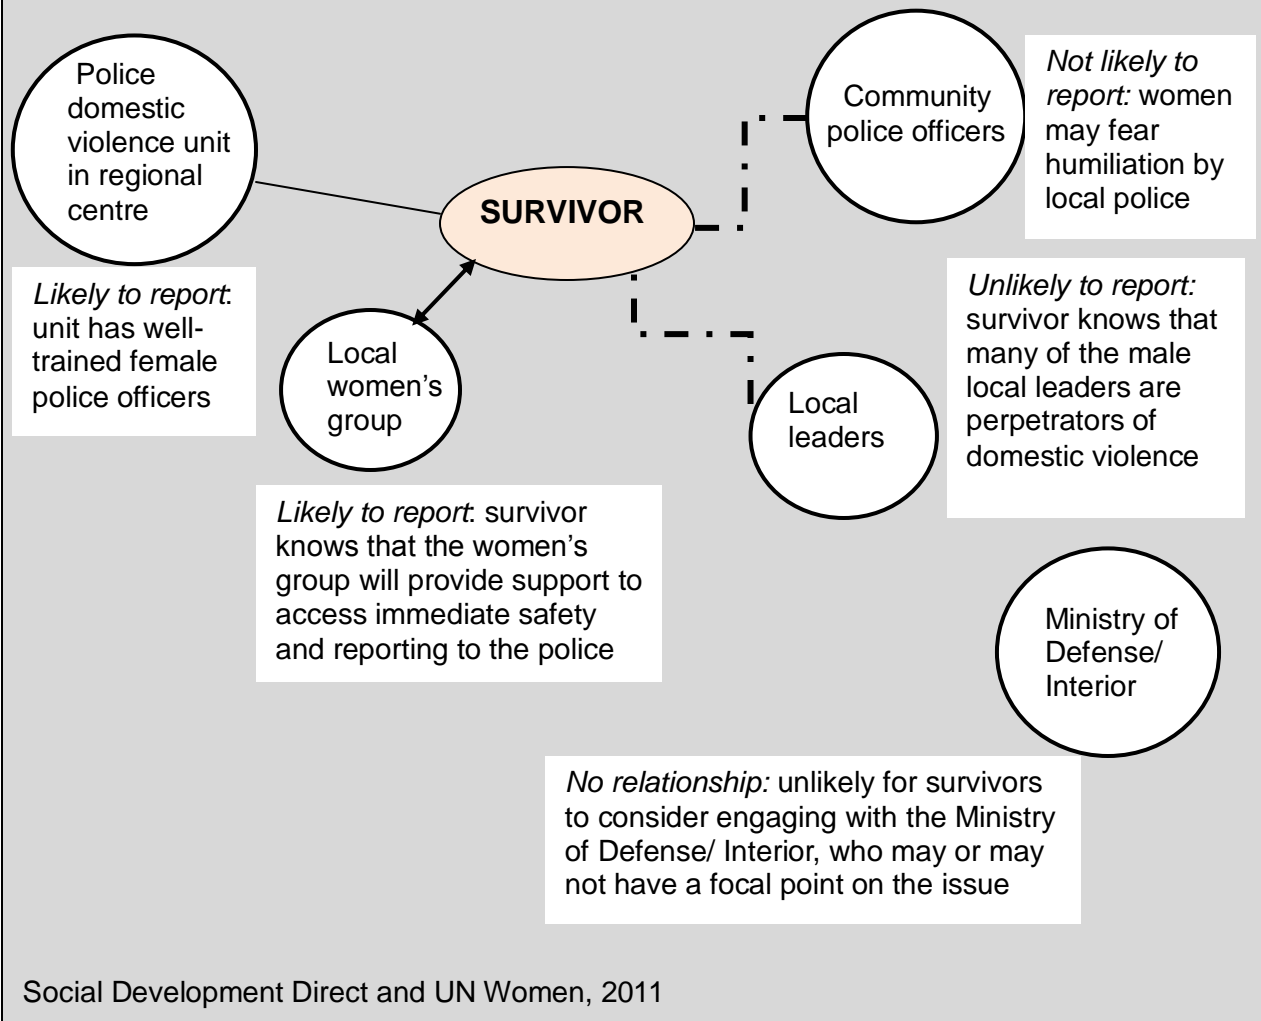 Police
domestic
violence unit
in regional
centre
Likely to report:
unit has well-
trained female
police officers
SURVIVOR
Local
women’s
group
Likely to report: survivor
knows that the women’s
group will provide support to
access immediate safety
and reporting to the police
Community
police officers
Not likely to
report: women
may fear
humiliation by
local police
Local
leaders
Unlikely to report:
survivor knows that
many of the male
local leaders are
perpetrators of
domestic violence
Ministry of
Defense/
Interior
No relationship: unlikely for survivors
to consider engaging with the Ministry
of Defense/ Interior, who may or may
not have a focal point on the issue
Social Development Direct and UN Women, 2011